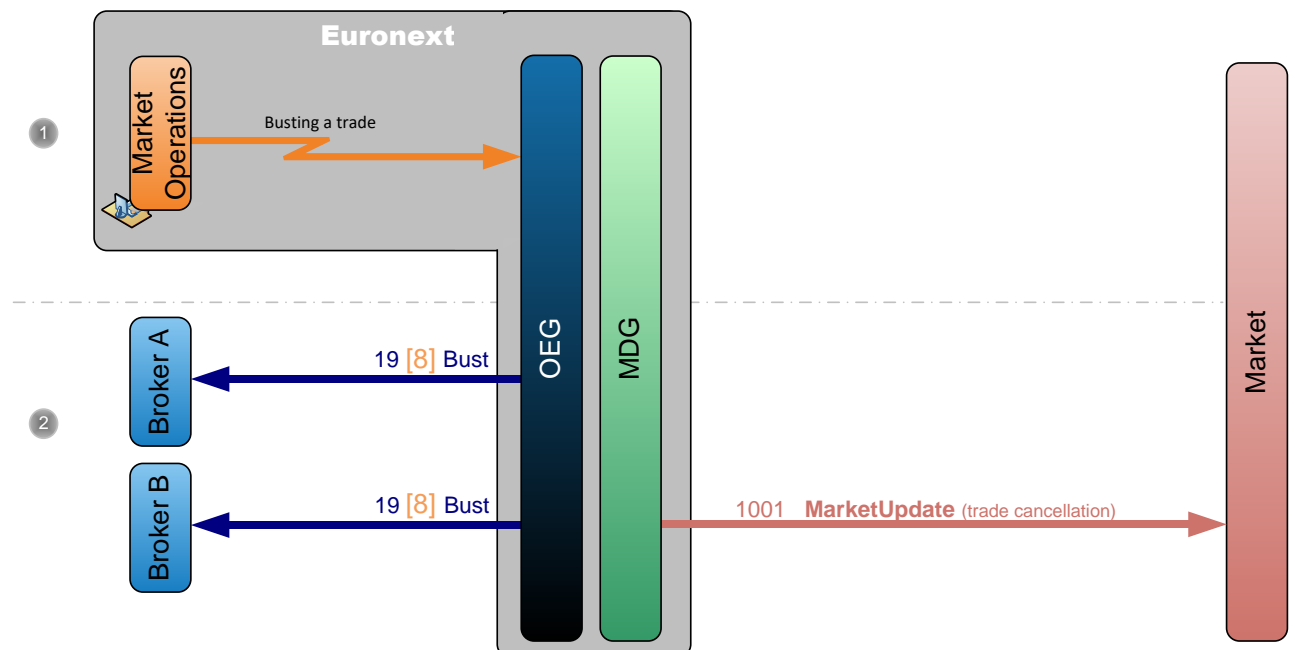 Euronext
1
Market
Operations
Busting a trade
OEG
MDG
Market
2
Broker A
19 [8] Bust
Broker B
19 [8] Bust
1001 MarketUpdate (trade cancellation)